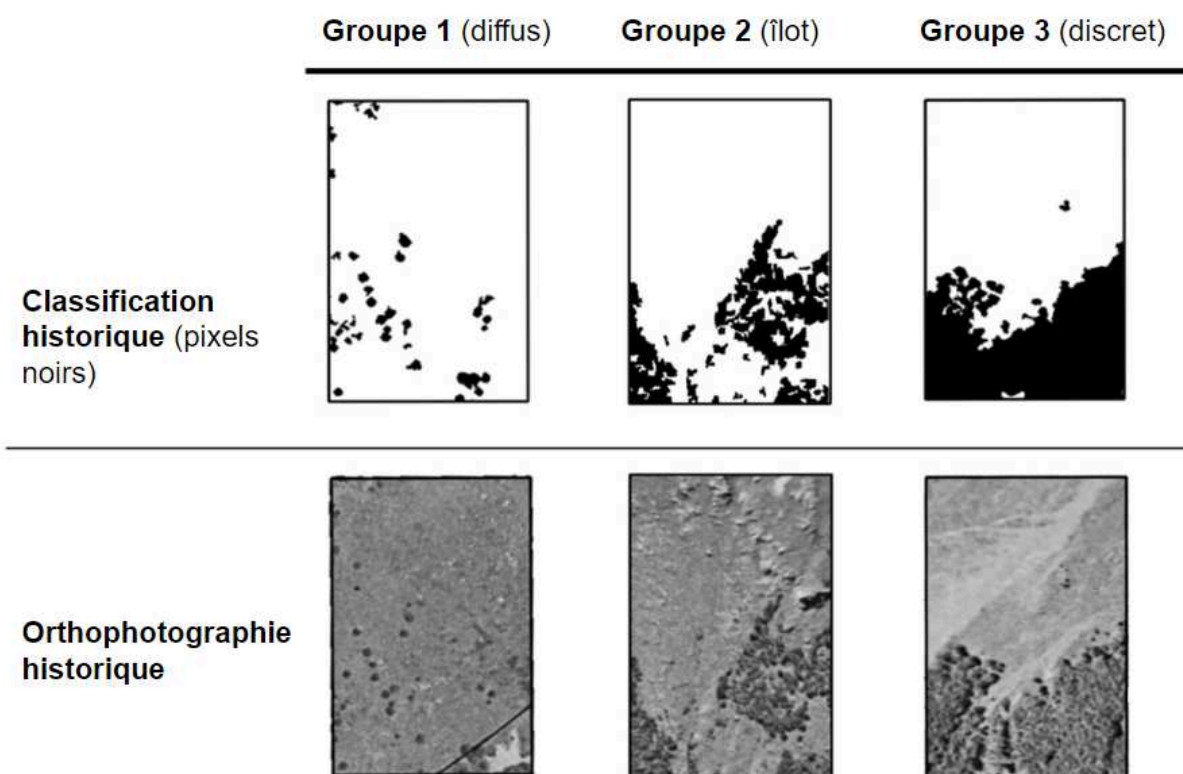 Groupe 1 (diffus)
Groupe 2 (îlot)
Groupe 3 (discret)
Classification
historique (pixels
noirs)
Orthophotographie
historique